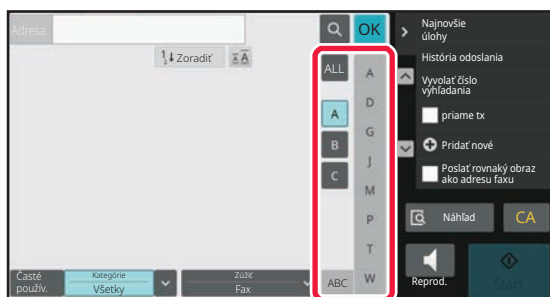 Adresa
OK
Zoradiť
ALL
A
B
C
ABC
A
D
G
J
M
P
T
W
Časté
použív.
Kategórie
Všetky
Zúžiť
Fax
Najnovšie
úlohy
História odoslania
Vyvolať číslo
vyhľadania
priame tx
Pridať nové
Poslať rovnaký obraz
ako adresu faxu
Náhľad
CA
Reprod.
Start